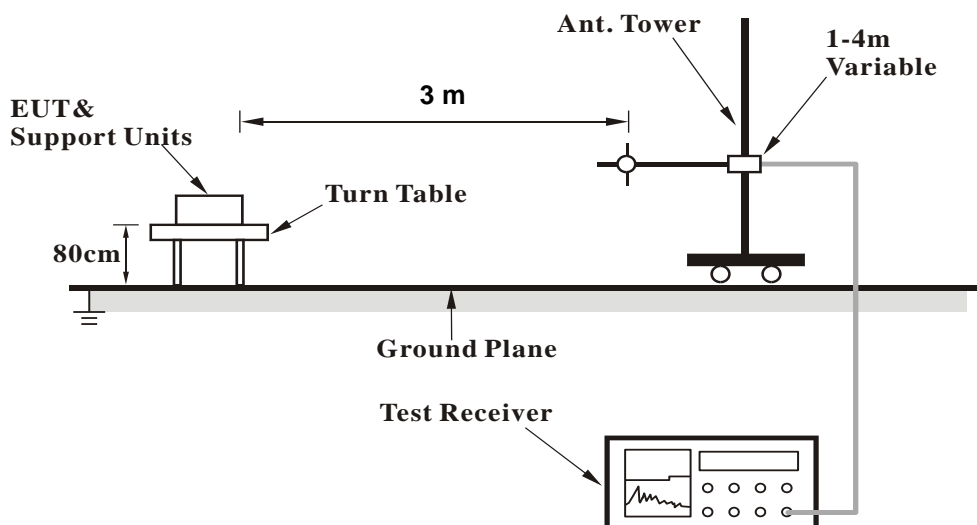 Ant. Tower
1-4m
Variable
3 m
EUT&
Support Units
Turn Table
80cm
Ground Plane
Test Receiver